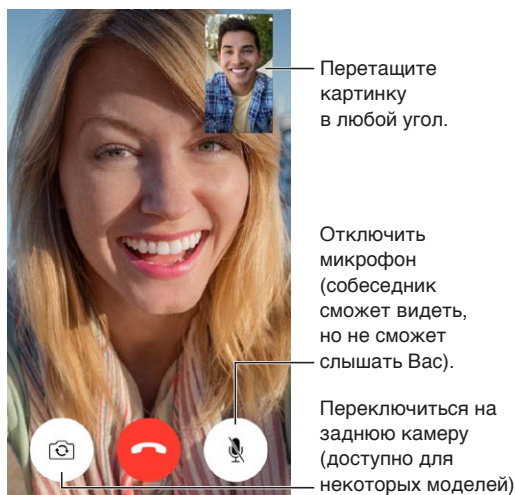 Перетащите
картинку
в любой угол.
Отключить
микрофон
(собеседник
сможет видеть,
но не сможет
слышать Вас).
Переключиться на
заднюю камеру
(доступно для
некоторых моделей)